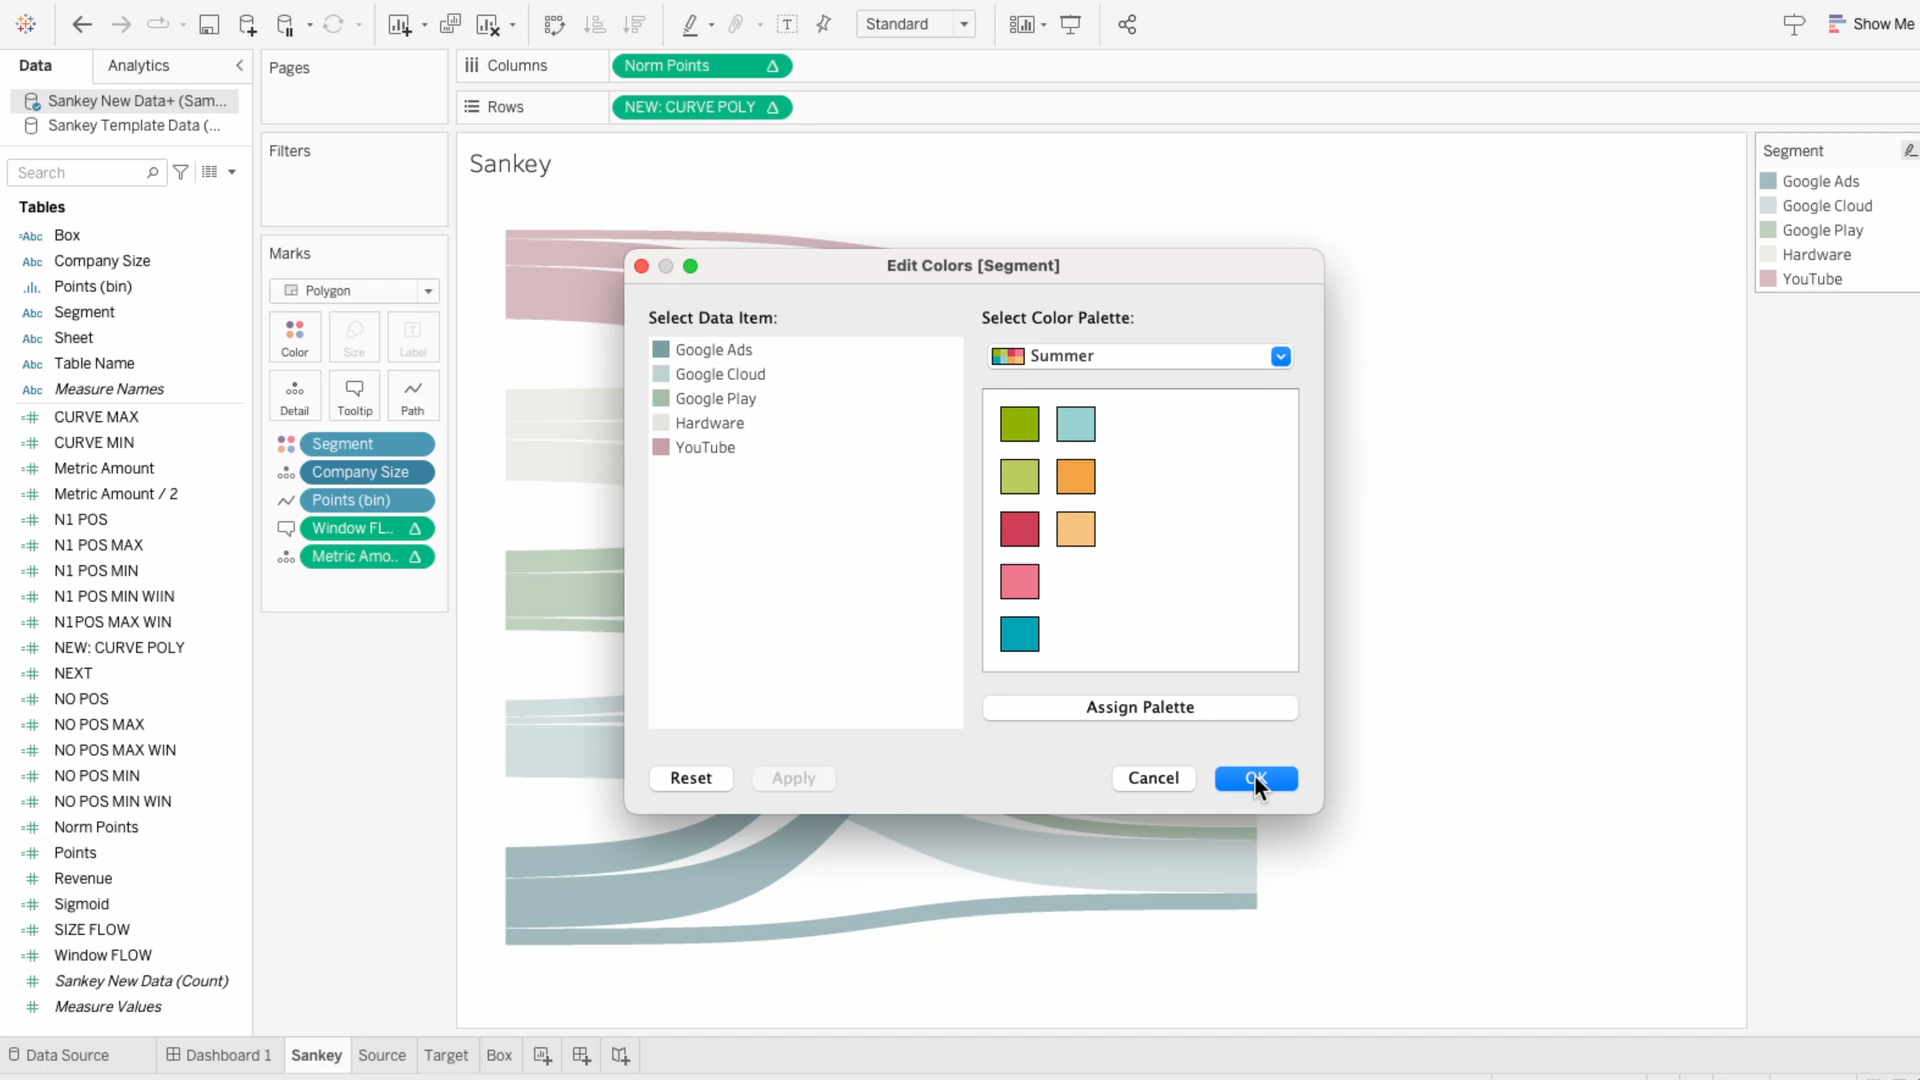 Standard
Show Me
Data
Analytics
Pages
Columns
Norm Points
Rows
NEW: CURVE POLY
Sankey New Data+ (Sam...
Sankey Template Data (...
Search
Filters
Sankey
Tables
Abc Box
Abc Company Size
Points (bin)
Abc Segment
Abc Sheet
Abc Table Name
Abc Measure Names
CURVE MAX
CURVE MIN
Metric Amount
Metric Amount / 2
N1 POS
N1 POS MAX
N1 POS MIN
N1 POS MIN WIIN
N1POS MAX WIN
NEW: CURVE POLY
NEXT
NO POS
NO POS MAX
NO POS MAX WIN
NO POS MIN
NO POS MIN WIN
Norm Points
Points
Revenue
Sigmoid
SIZE FLOW
Window FLOW
Sankey New Data (Count)
Measure Values
Marks
Polygon
Color
Size
Label
Detail
Tooltip
Path
Segment
Company Size
Points (bin)
Window FL..
Metric Amo..
Edit Colors [Segment]
Select Data Item:
Google Ads
Google Cloud
Google Play
Hardware
YouTube
Select Color Palette:
Summer
Assign Palette
Reset
Apply
Cancel
OK
Segment
Google Ads
Google Cloud
Google Play
Hardware
YouTube
Data Source
Dashboard 1
Sankey
Source
Target
Box